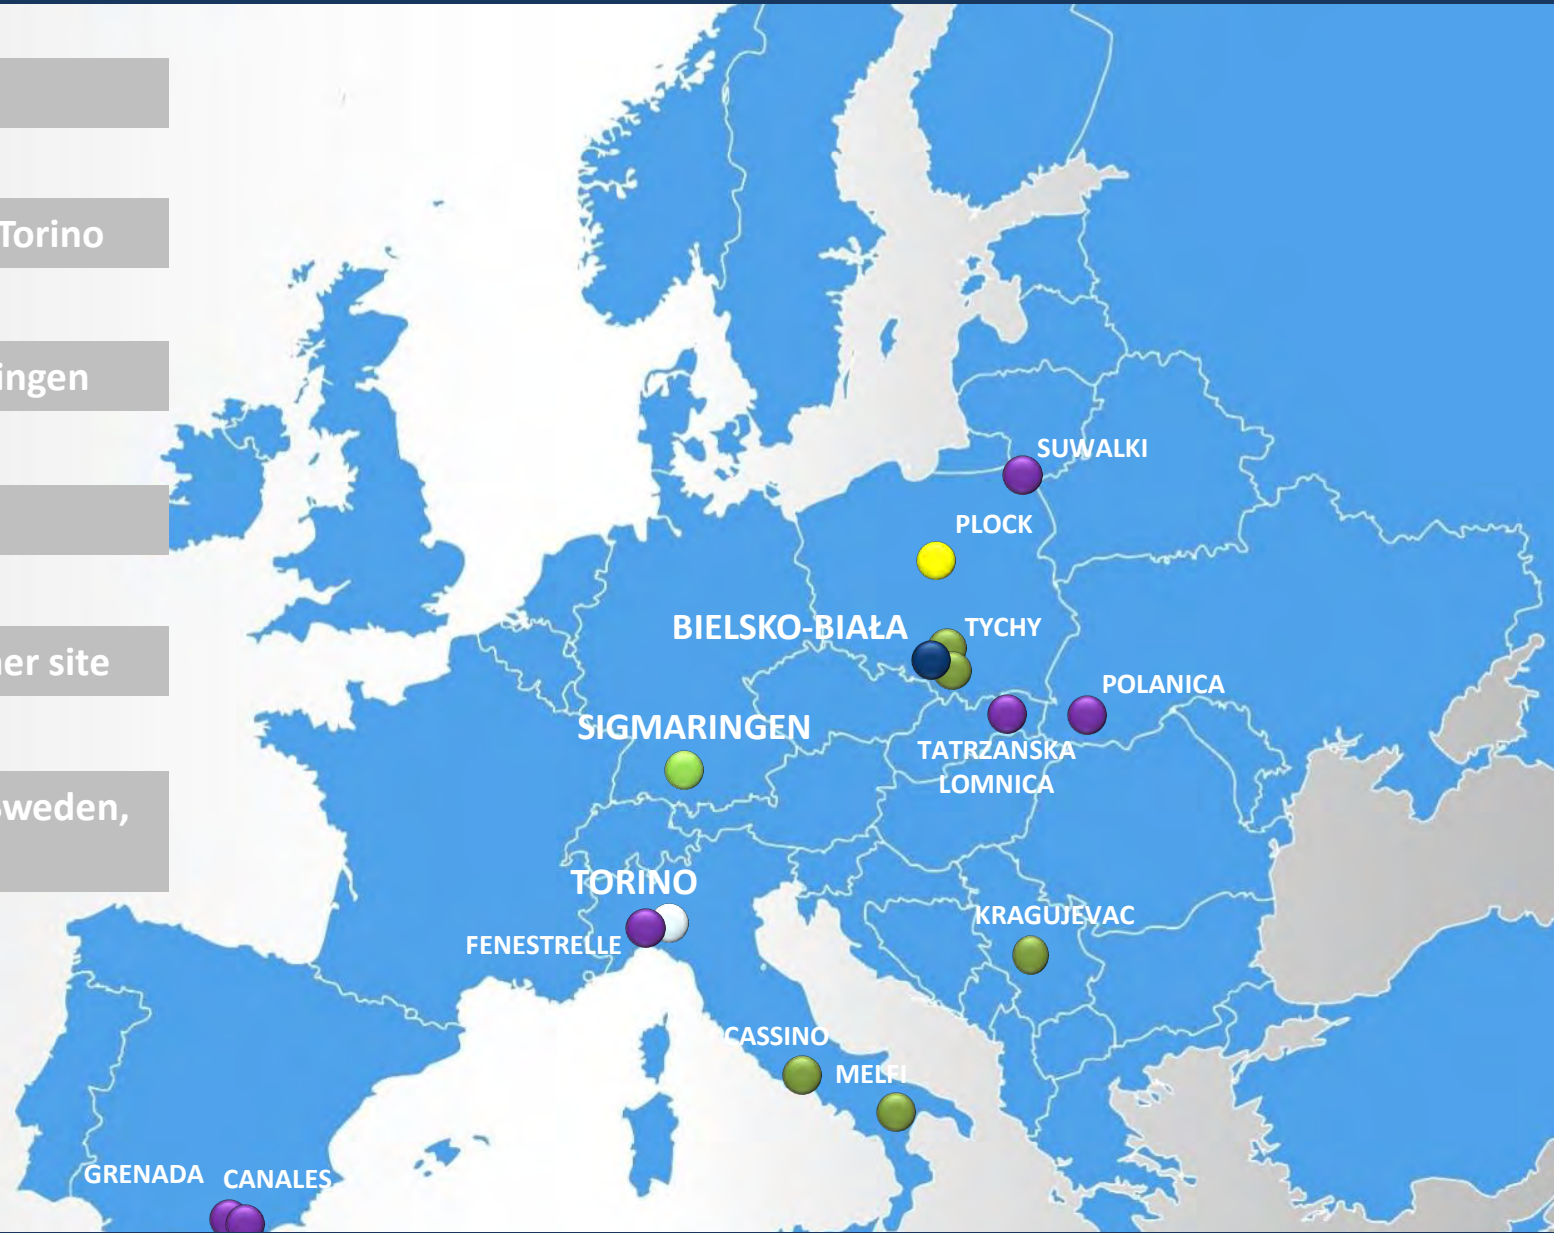 Torino
ingen
er site
weden,
SUWALKI
PLOCK
BIELSKO-BIAŁA
TYCHY
POLANICA
SIGMARINGEN
TATRZANSKA
LOMNICA
TORINO
FENESTRELLE
KRAGUJEVAC
CASSINO
MELFI
GRENADA
CANALES